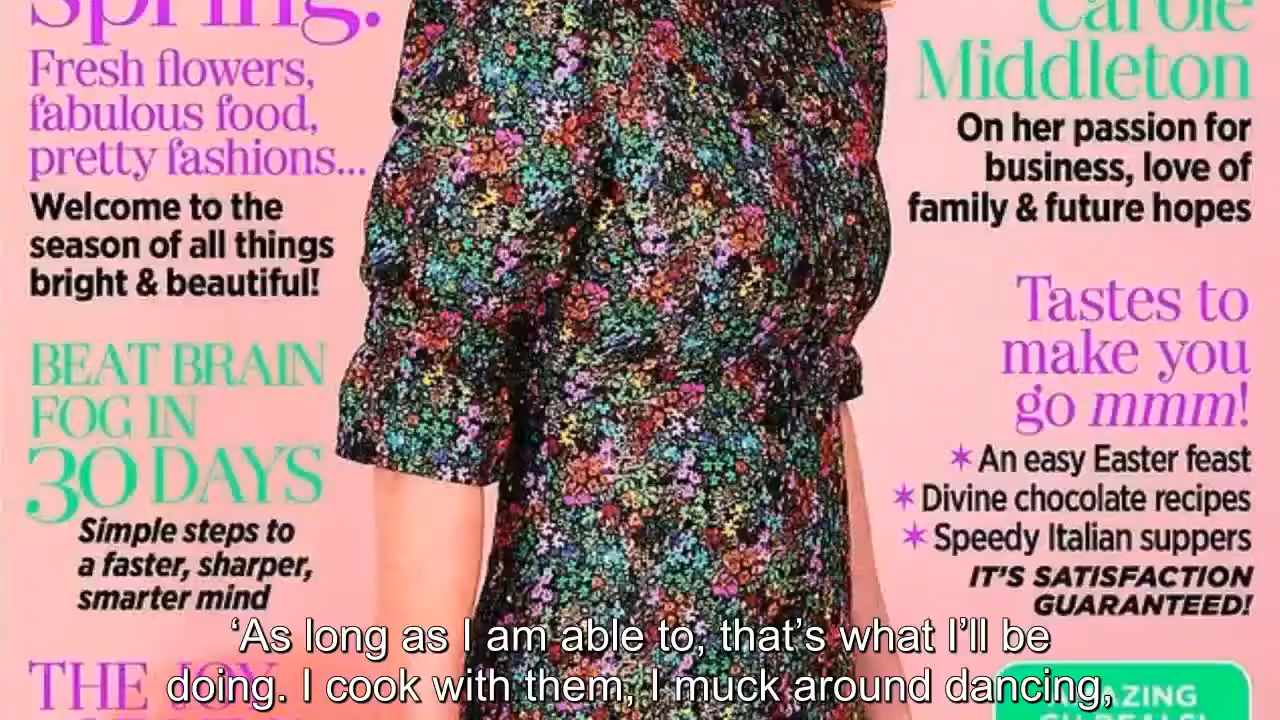 spring.
Fresh flowers,
fabulous food,
pretty fashions...
Welcome to the
season of all things
bright & beautiful!
BEAT BRAIN
FOG IN
30 DAYS
Simple steps to
a faster, sharper,
smarter mind
THE JOY
Carole
Middleton
On her passion for
business, love of
family & future hopes
Tastes to
make you
go mmm!
* An easy Easter feast
* Divine chocolate recipes
* Speedy Italian suppers
IT'S SATISFACTION
GUARANTEED!
‘As long as I am able to, that’s what I’ll be
doing. I cook with them, I muck around dancing,